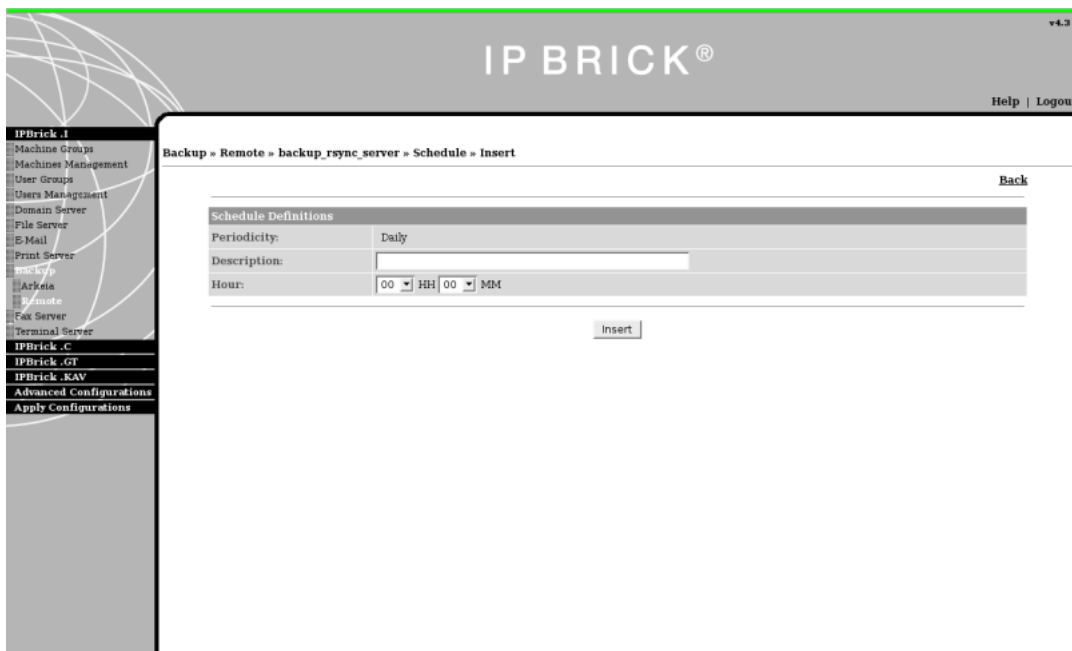 v4.3
IP BRICK®
Help | Logou
IPBrick .I
Machine Groups
Machines Management
User Groups
Users Management
Domain Server
File Server
E-Mail
Print Server
Backup
Arkeia
Remote
Fax Server
Terminal Server
IPBrick .C
IPBrick .GT
IPBrick .KAV
Advanced Configurations
Apply Configurations
Backup » Remote » backup_rsync_server » Schedule » Insert
Back
Schedule Definitions
Periodicity: Daily
Description:
Hour: 00 HH 00 MM
Insert